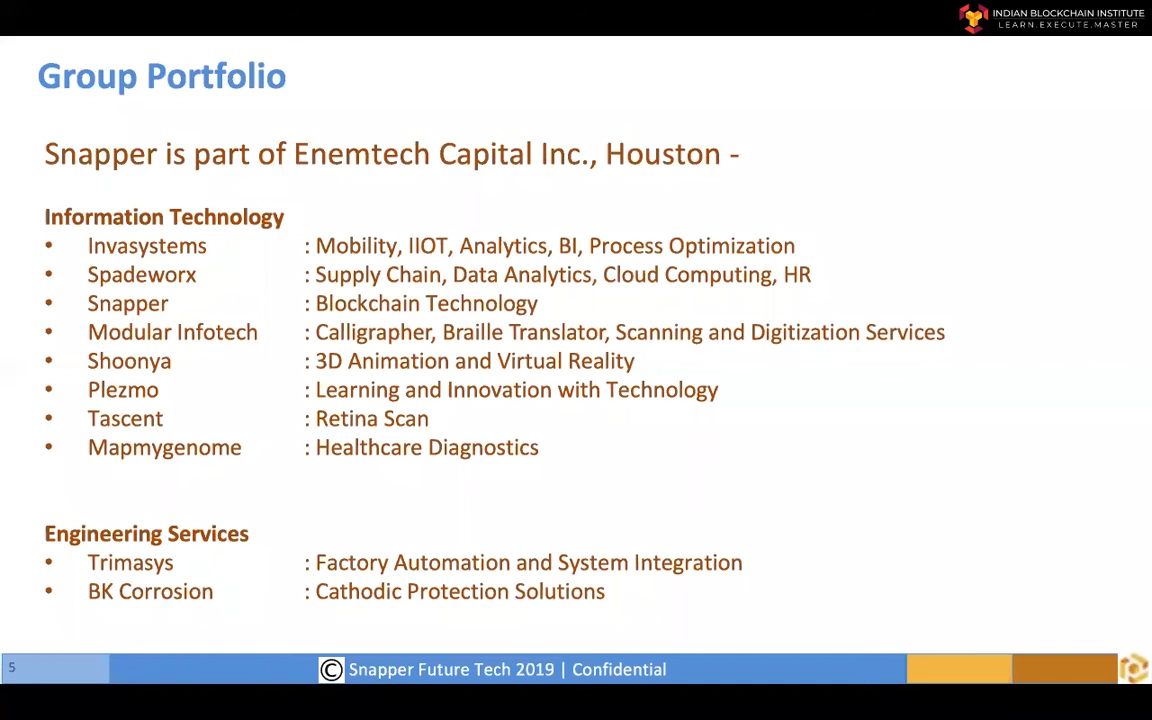 INDIAN BLOCKCHAIN INSTITUTE
LEARN.EXECUTE.MASTER
Group Portfolio
Snapper is part of Enemtech Capital Inc., Houston -
Information Technology
• Invasystems : Mobility, IIOT, Analytics, BI, Process Optimization
• Spadeworx : Supply Chain, Data Analytics, Cloud Computing, HR
• Snapper : Blockchain Technology
• Modular Infotech : Calligrapher, Braille Translator, Scanning and Digitization Services
• Shoonya : 3D Animation and Virtual Reality
• Plezmo : Learning and Innovation with Technology
• Tascent : Retina Scan
• Mapmygenome : Healthcare Diagnostics
Engineering Services
• Trimasys : Factory Automation and System Integration
• BK Corrosion : Cathodic Protection Solutions
5 © Snapper Future Tech 2019 | Confidential